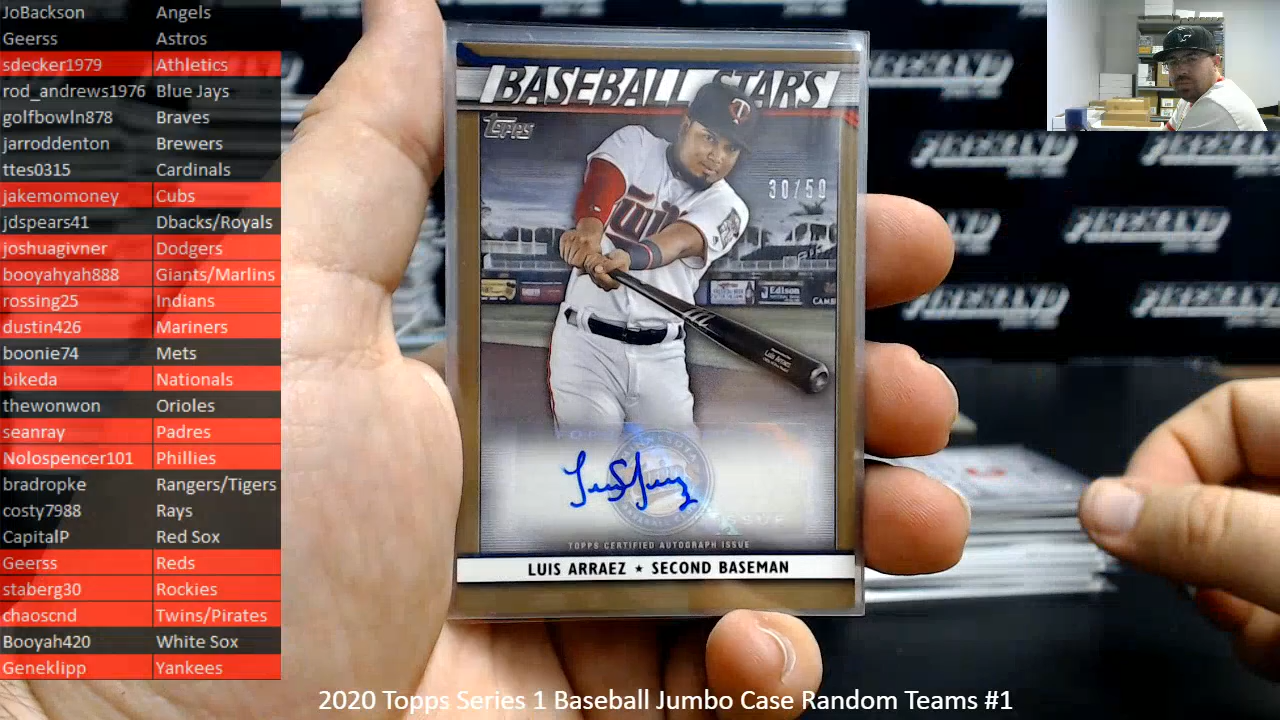 JoBackson Angels
Geerss Astros
sdecker1979 Athletics
rod_andrews1976 Blue Jays
golfbowln878 Braves
jarroddenton Brewers
ttes0315 Cardinals
jakemomoney Cubs
jdspears41 Dbacks/Royals
joshuagivner Dodgers
booyahyah888 Giants/Marlins
rossing25 Indians
dustin426 Mariners
boonie74 Mets
bikeda Nationals
thewonwon Orioles
seanray Padres
Nolospencer101 Phillies
bradropke Rangers/Tigers
costy7988 Rays
CapitalP Red Sox
Geerss Reds
staberg30 Rockies
chaoscnd Twins/Pirates
Booyah420 White Sox
Geneklipp Yankees
BASEBALL STARS
Topps
30/50
Twins
Edison
Luis Arraez
TOPPS CERTIFIED AUTOGRAPH ISSUE
LUIS ARRAEZ ★ SECOND BASEMAN
2020 Topps Series 1 Baseball Jumbo Case Random Teams #1